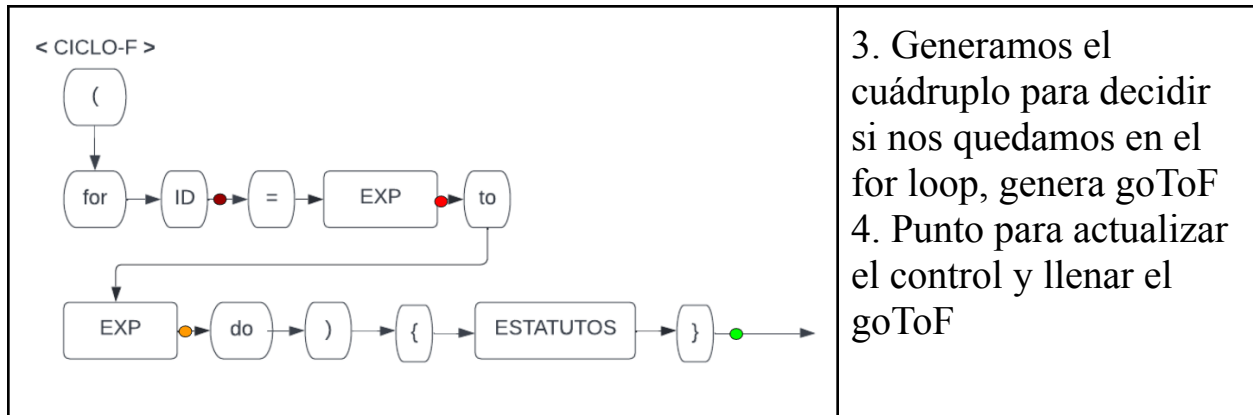 < CICLO-F >
(
for ID = EXP to
EXP do ) { ESTATUTOS }
3. Generamos el
cuádruplo para decidir
si nos quedamos en el
for loop, genera goToF
4. Punto para actualizar
el control y llenar el
goToF